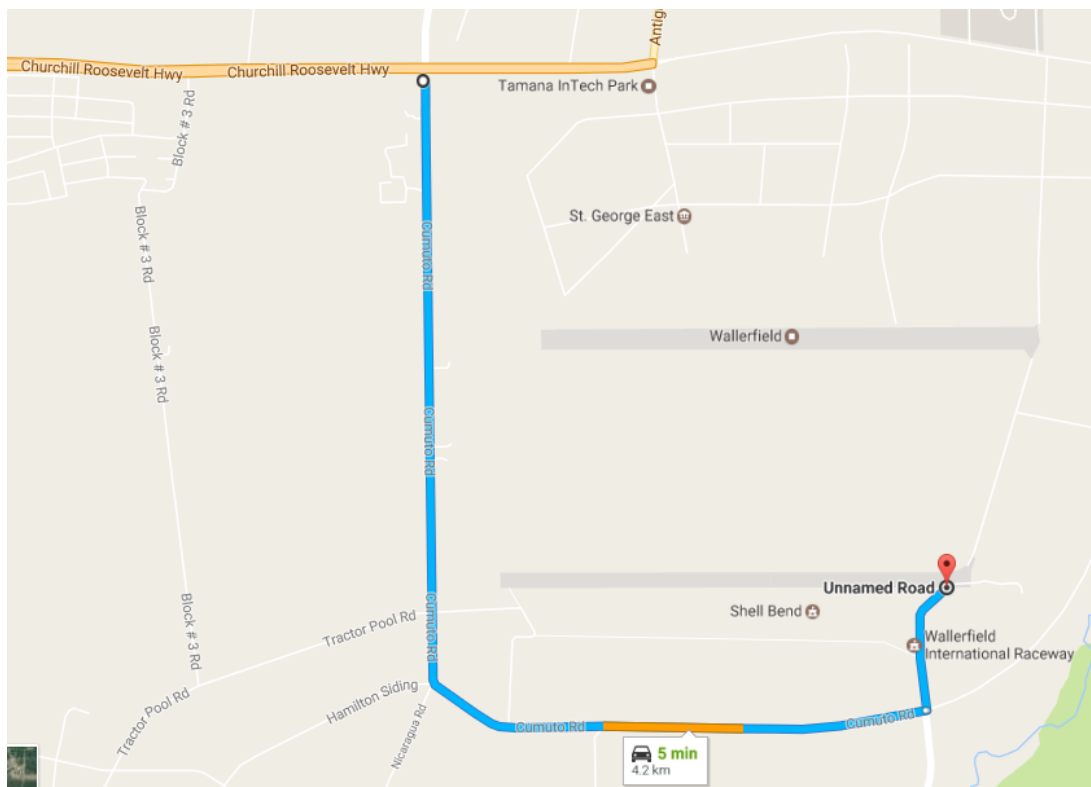 Antig
Churchill Roosevelt Hwy
Churchill Roosevelt Hwy
Tamana InTech Park
Block # 3 Rd
St. George East
Block # 3 Rd
Cumuto Rd
Wallerfield
Block # 3 Rd
Cumuto Rd
Unnamed Road
Shell Bend
Block # 3 Rd
Cumuto Rd
Tractor Pool Rd
Wallerfield
International Raceway
Hamilton Siding
Tractor Pool Rd
Nicaragua Rd
Cumuto Rd
Cumuto Rd
5 min
4.2 km